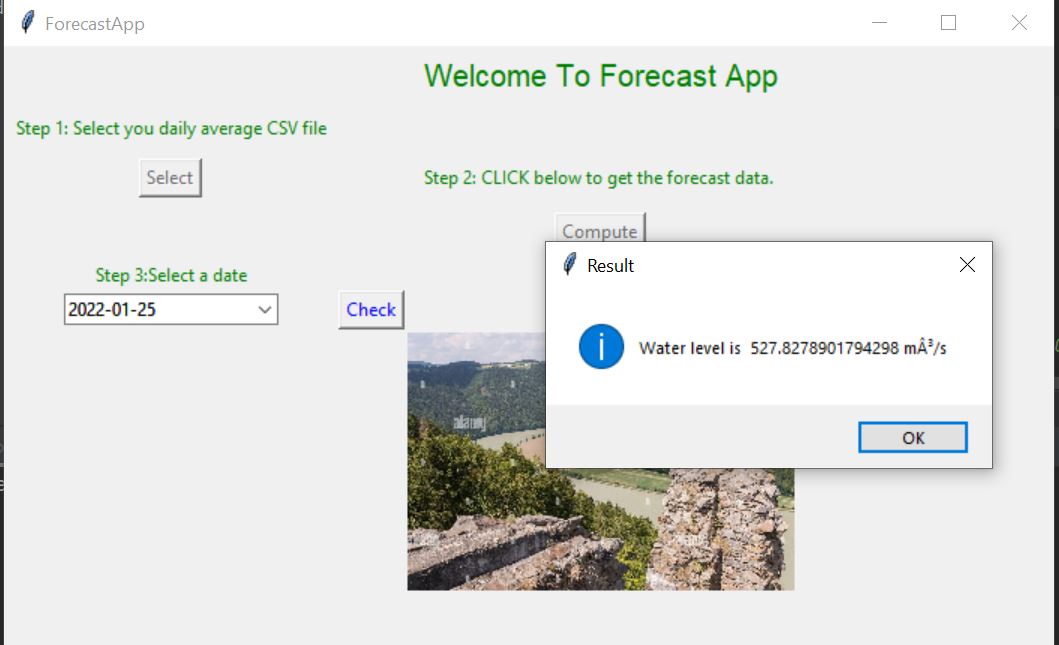 ForecastApp
Welcome To Forecast App
Step 1: Select you daily average CSV file
Select
Step 2: CLICK below to get the forecast data.
Compute
Step 3:Select a date
2022-01-25
Check
Result
Water level is 527.8278901794298 mÂ³/s
OK
alamy